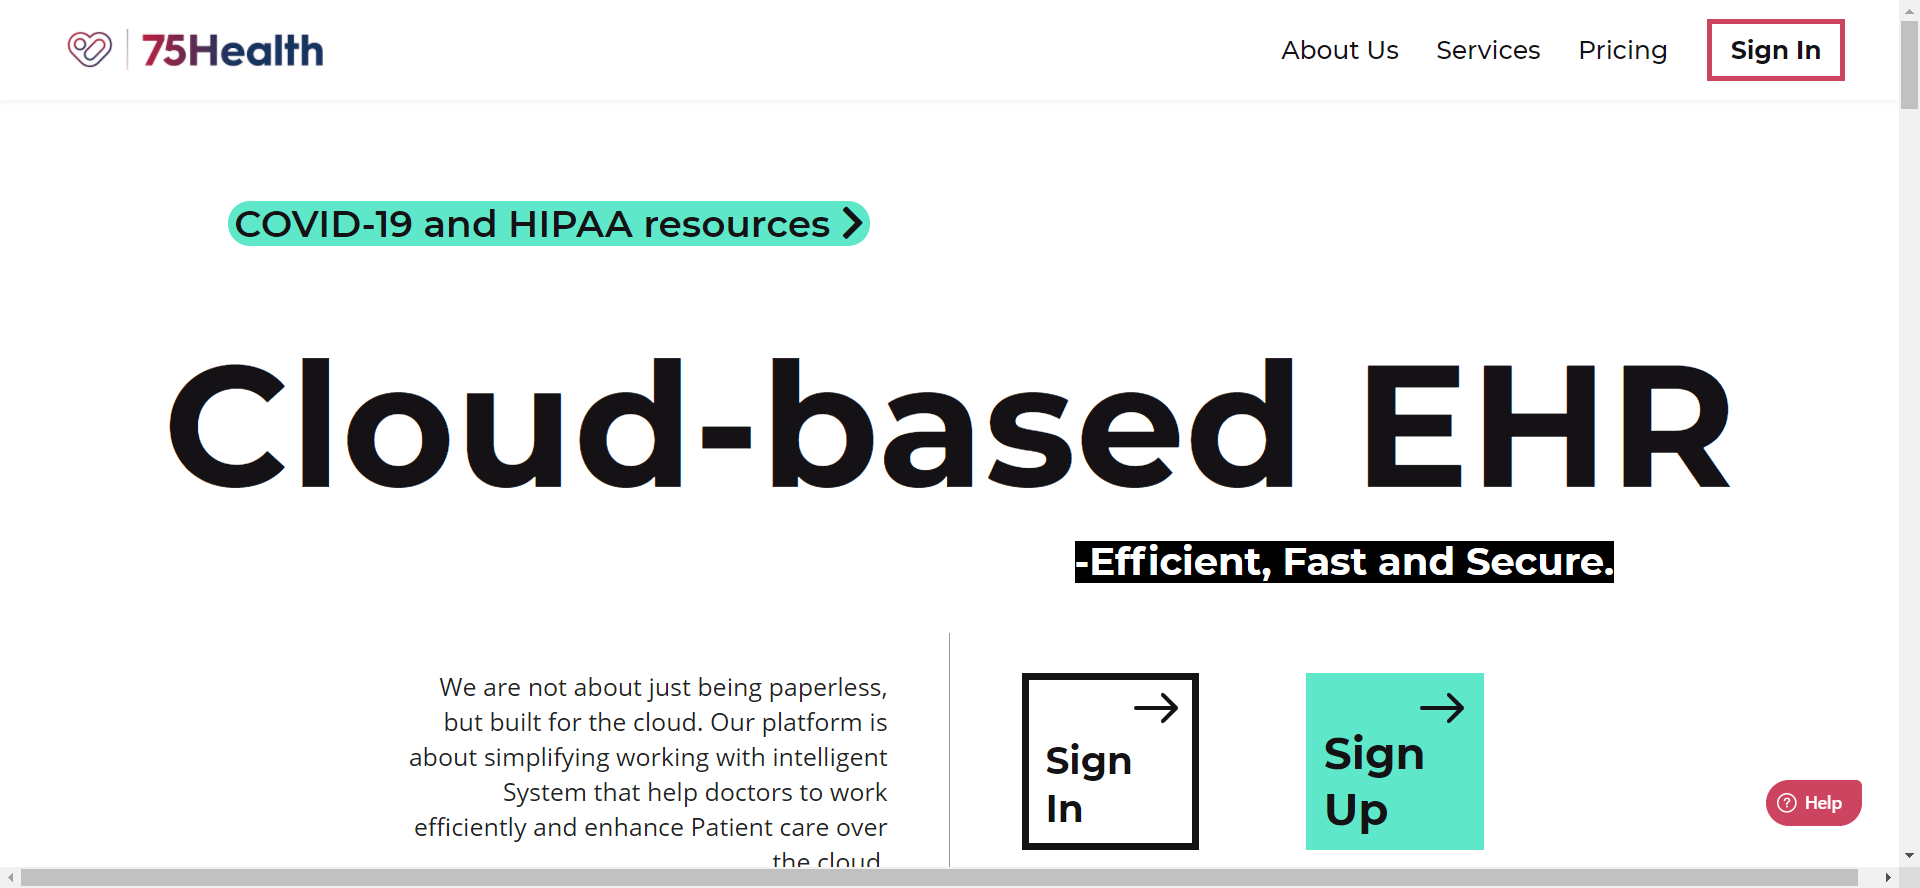 75Health
About Us
Services
Pricing
Sign In
COVID-19 and HIPAA resources
Cloud-based EHR
-Efficient, Fast and Secure.
We are not about just being paperless,
but built for the cloud. Our platform is
about simplifying working with intelligent
System that help doctors to work
efficiently and enhance Patient care over
the cloud.
Sign
In
Sign
Up
Help